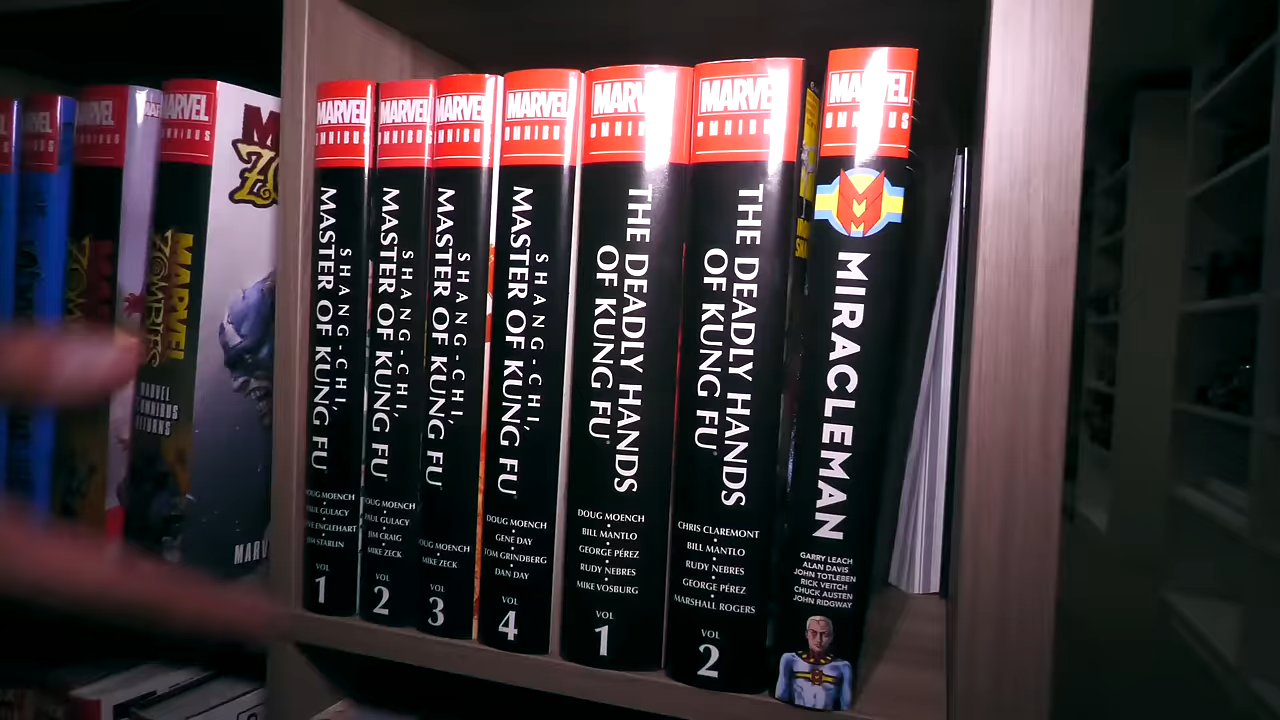 MARVEL
MARVEL
OMNIBUS
MARVEL
ZOMBIES
MARVEL
OMNIBUS
RETURNS
MARVEL
OMNIBUS
SHANG-CHI,
MASTER OF KUNG FU
DOUG MOENCH
PAUL GULACY
STEVE ENGLEHART
JIM STARLIN
VOL
1
MARVEL
OMNIBUS
SHANG-CHI,
MASTER OF KUNG FU
DOUG MOENCH
PAUL GULACY
JIM CRAIG
MIKE ZECK
VOL
2
MARVEL
OMNIBUS
SHANG-CHI,
MASTER OF KUNG FU
DOUG MOENCH
MIKE ZECK
VOL
3
MARVEL
OMNIBUS
SHANG-CHI,
MASTER OF KUNG FU
DOUG MOENCH
GENE DAY
TOM GRINDBERG
DAN DAY
VOL
4
MARVEL
OMNIBUS
THE DEADLY HANDS
OF KUNG FU
DOUG MOENCH
BILL MANTLO
GEORGE PÉREZ
RUDY NEBRES
MIKE VOSBURG
VOL
1
MARVEL
OMNIBUS
THE DEADLY HANDS
OF KUNG FU
CHRIS CLAREMONT
BILL MANTLO
RUDY NEBRES
GEORGE PÉREZ
MARSHALL ROGERS
VOL
2
MARVEL
OMNIBUS
MIRACLEMAN
GARRY LEACH
ALAN DAVIS
JOHN TOTLEBEN
RICK VEITCH
CHUCK AUSTEN
JOHN RIDGWAY